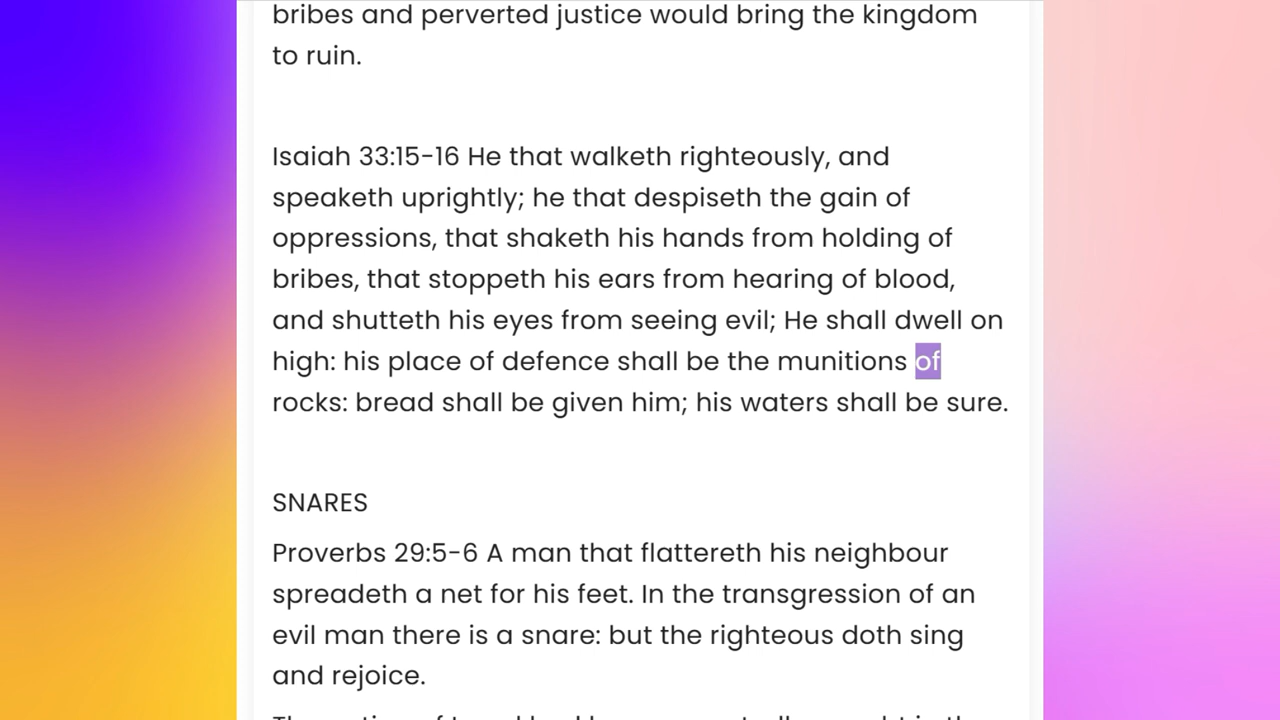 bribes and perverted justice would bring the kingdom
to ruin.
Isaiah 33:15-16 He that walketh righteously, and
speaketh uprightly; he that despiseth the gain of
oppressions, that shaketh his hands from holding of
bribes, that stoppeth his ears from hearing of blood,
and shutteth his eyes from seeing evil; He shall dwell on
high: his place of defence shall be the munitions of
rocks: bread shall be given him; his waters shall be sure.
SNARES
Proverbs 29:5-6 A man that flattereth his neighbour
spreadeth a net for his feet. In the transgression of an
evil man there is a snare: but the righteous doth sing
and rejoice.